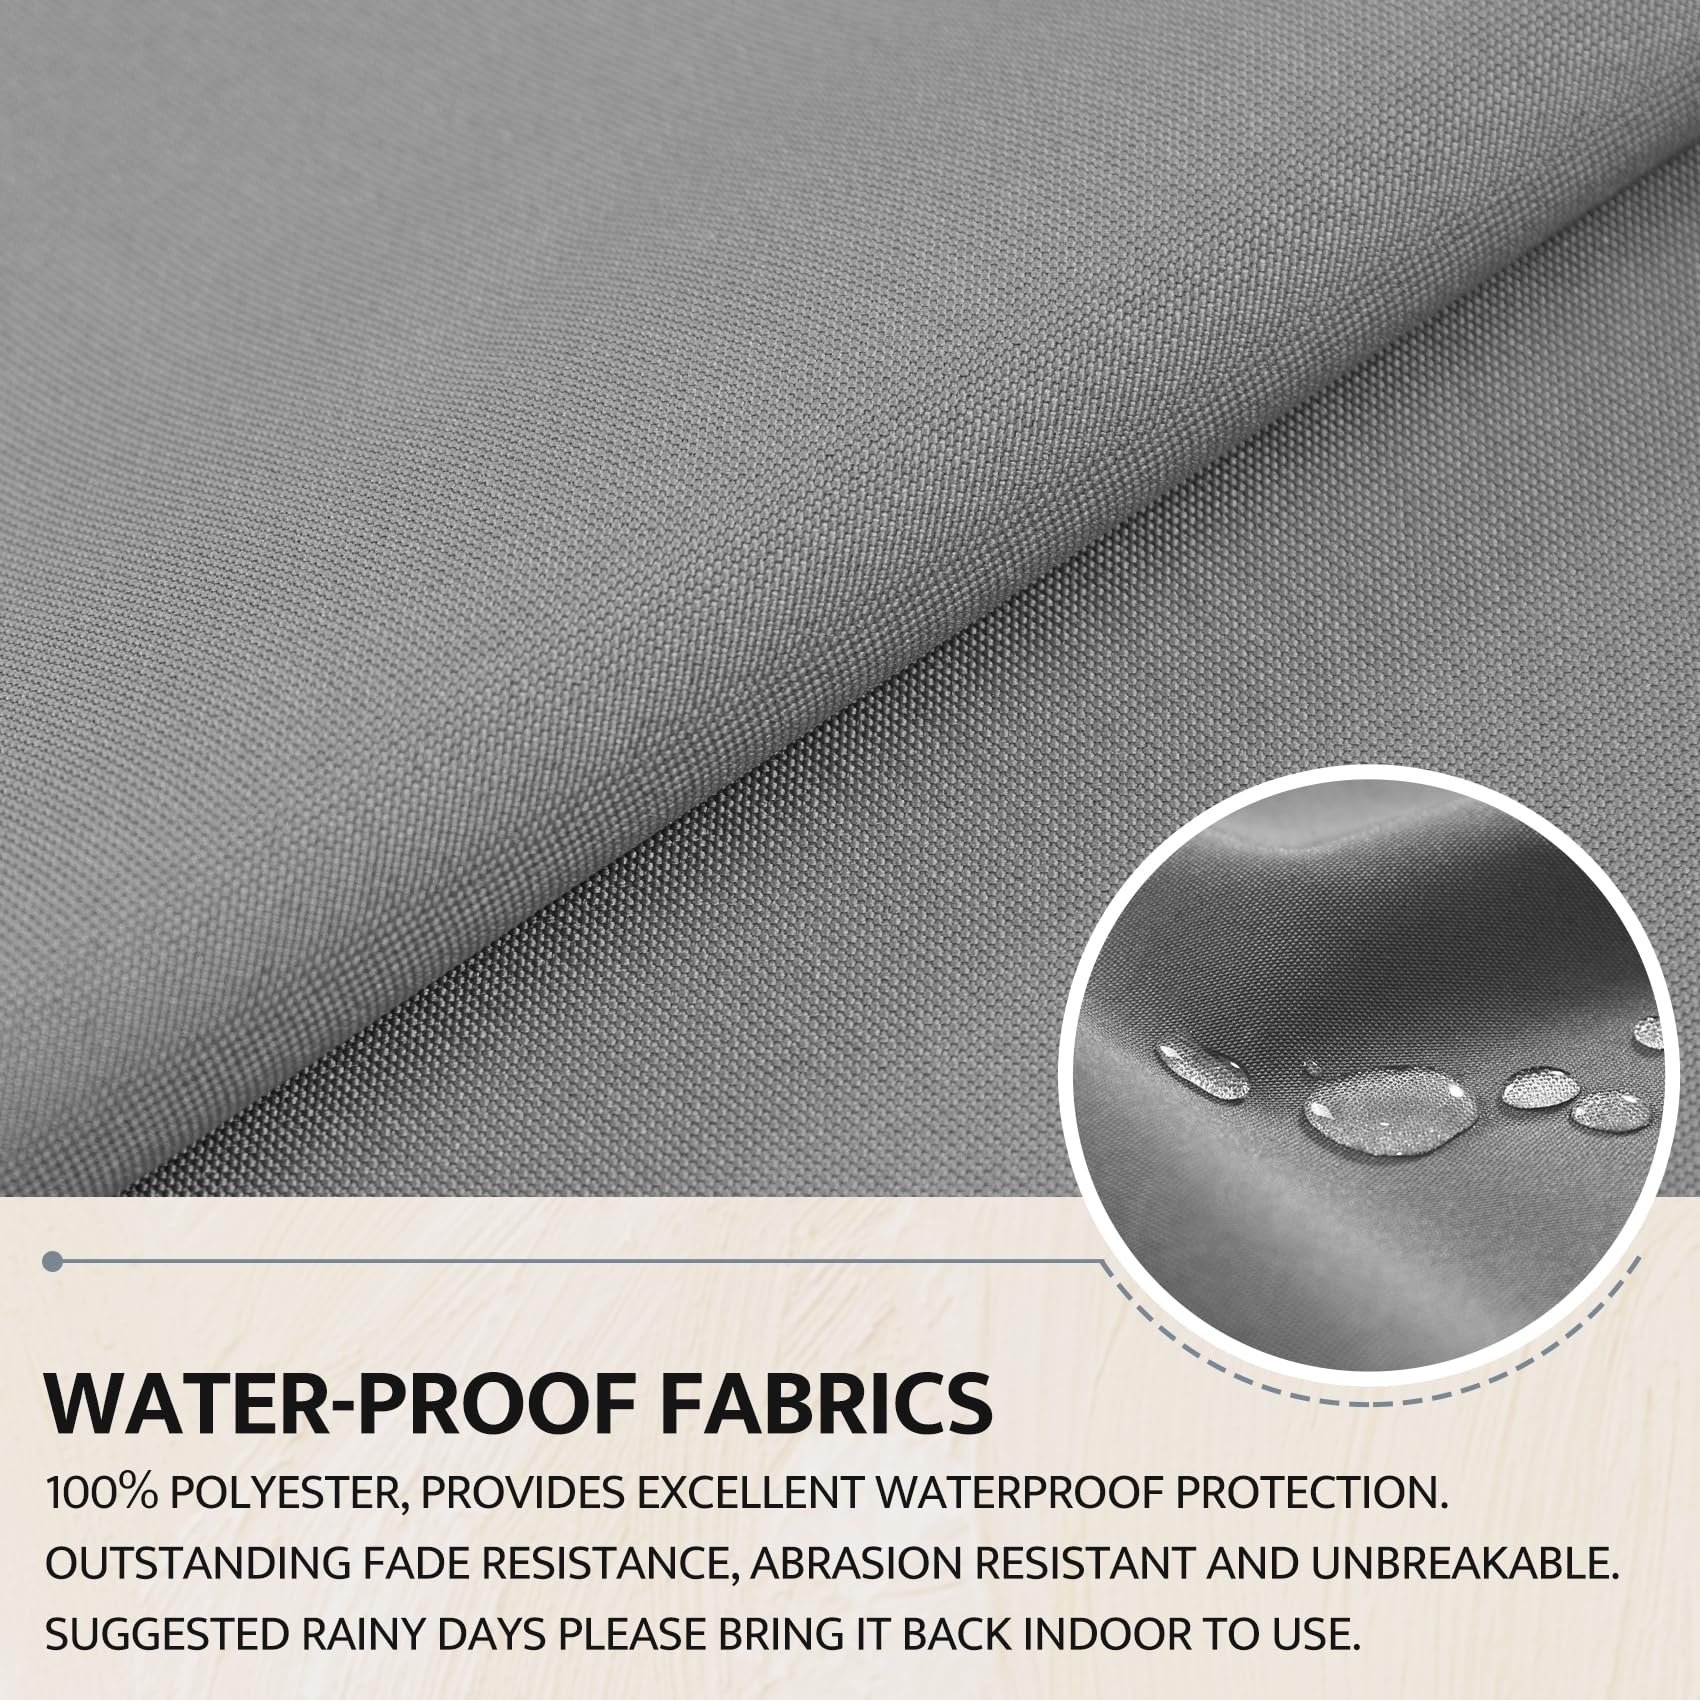 WATER-PROOF FABRICS
100% POLYESTER, PROVIDES EXCELLENT WATERPROOF PROTECTION.
OUTSTANDING FADE RESISTANCE, ABRASION RESISTANT AND UNBREAKABLE.
SUGGESTED RAINY DAYS PLEASE BRING IT BACK INDOOR TO USE.